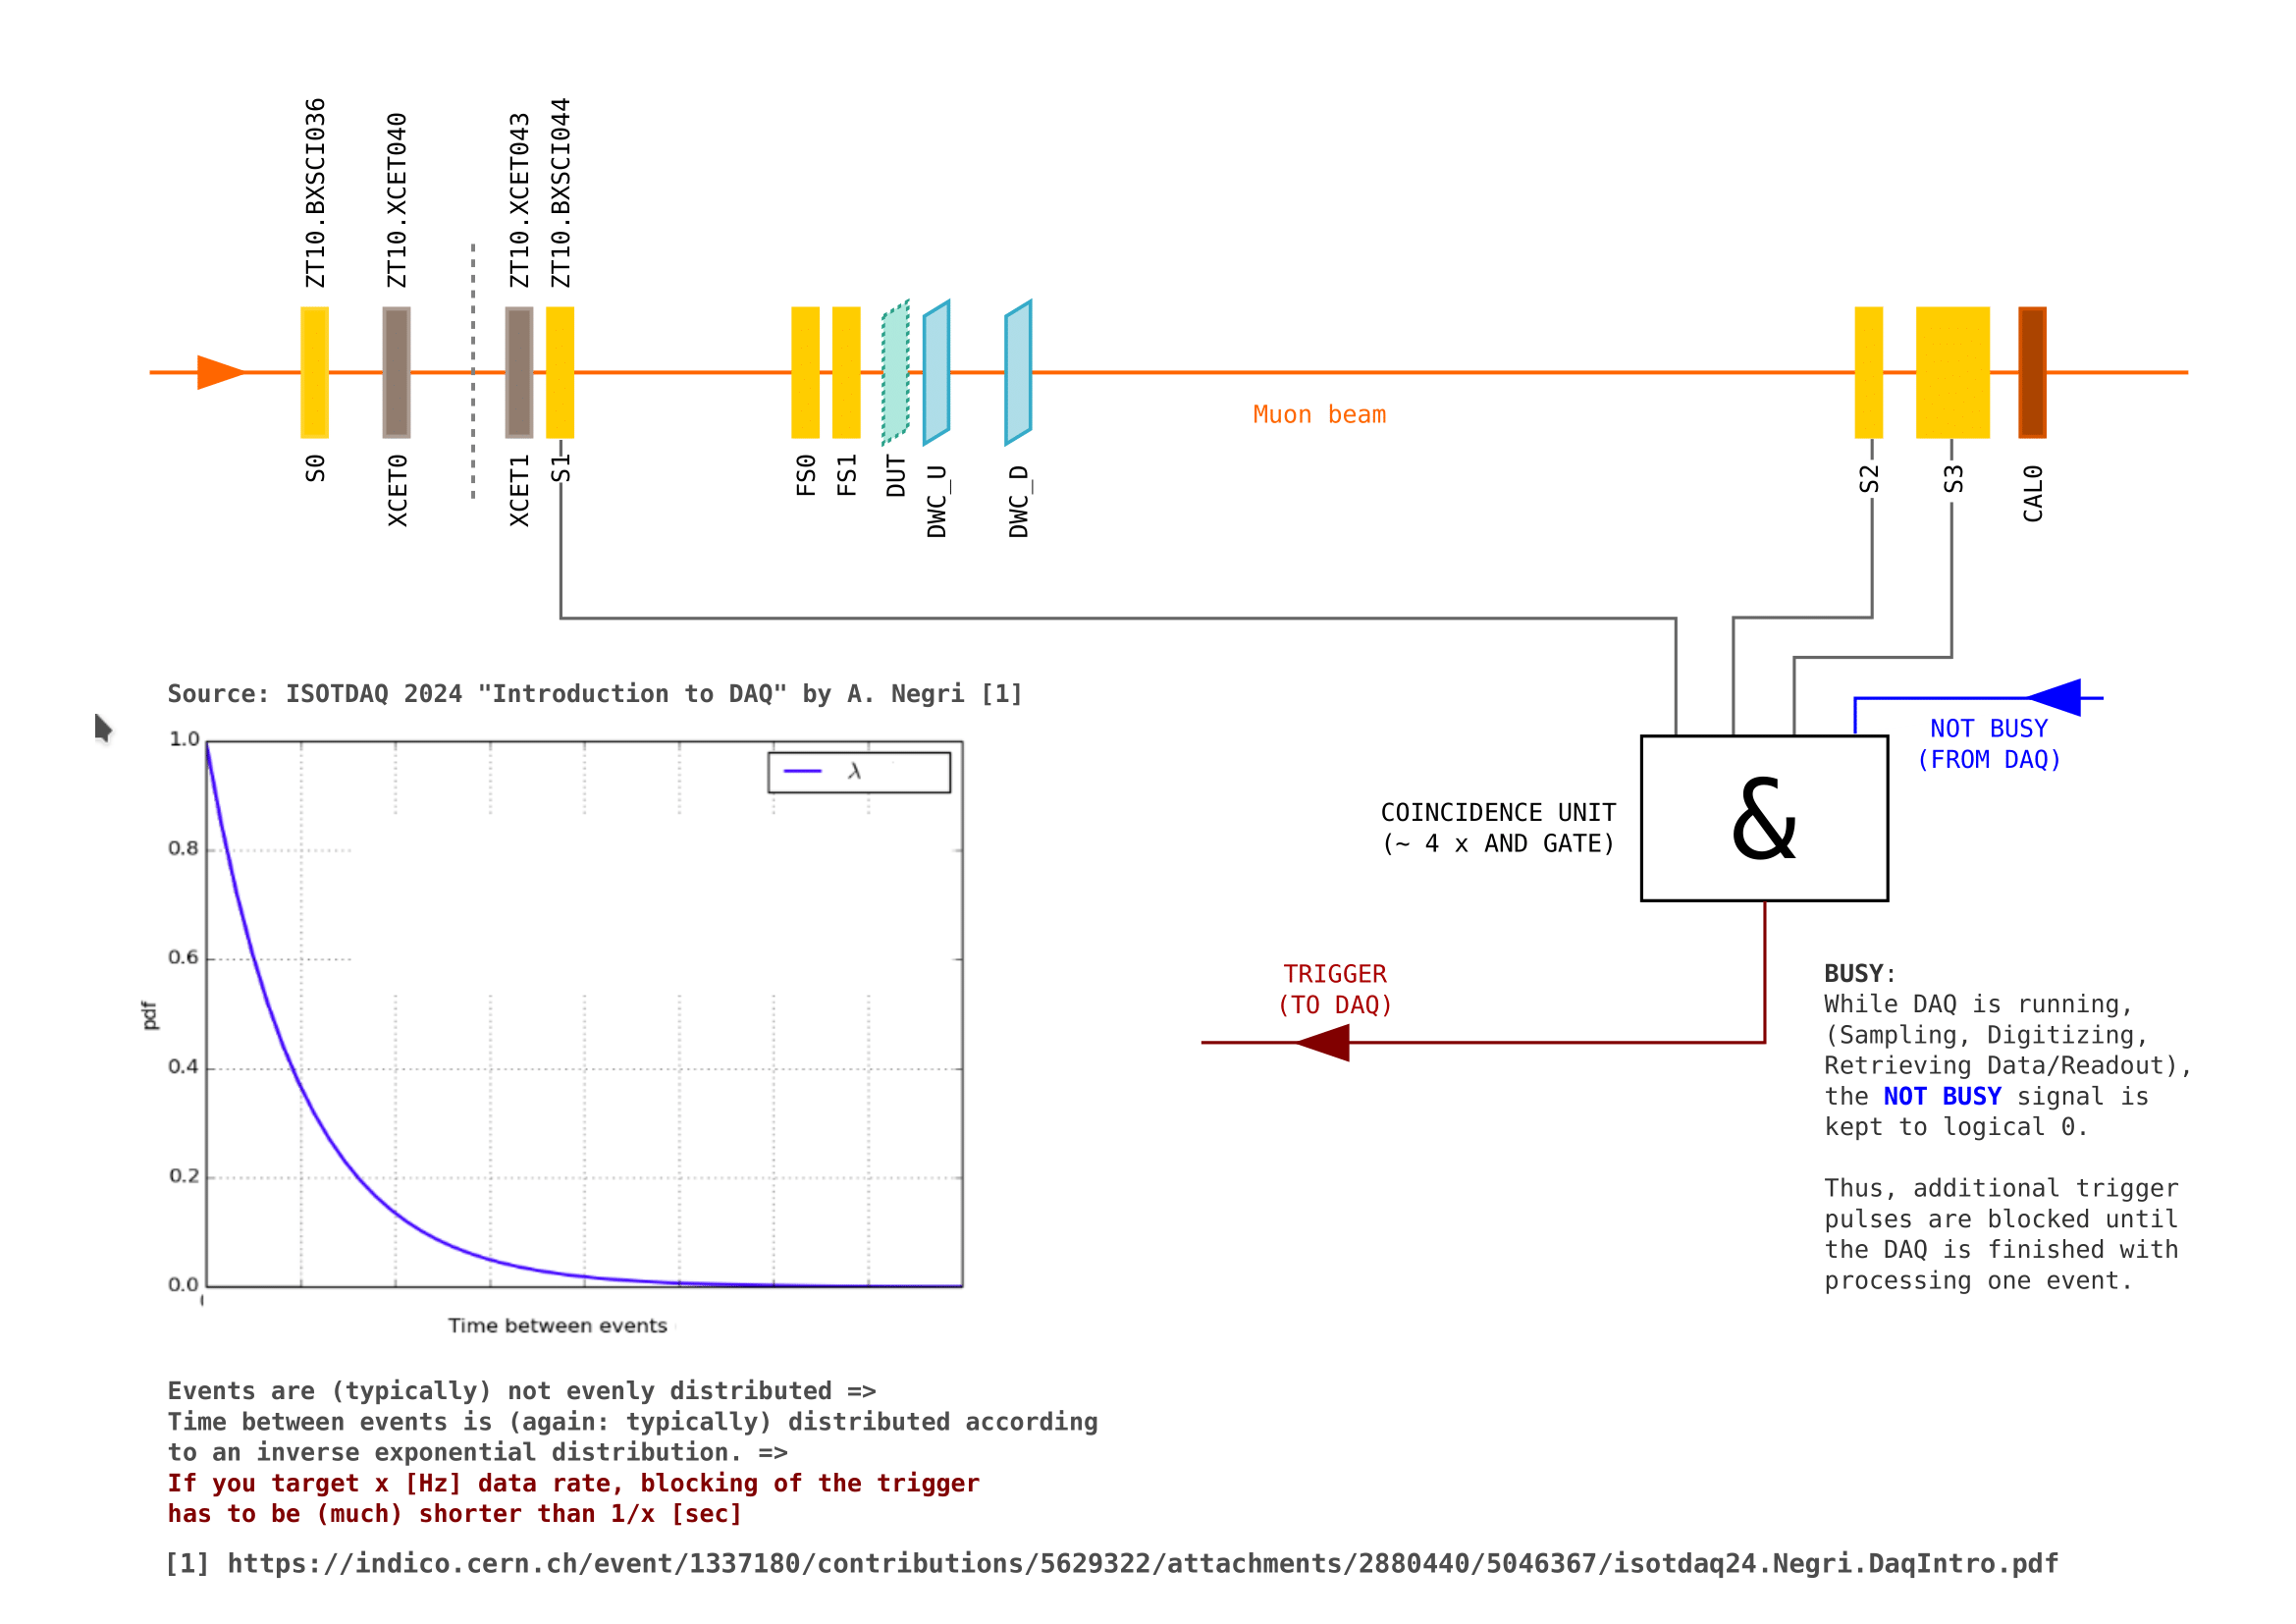 ZT10.BXSCI036
ZT10.XCET040
ZT10.XCET043
ZT10.BXSCI044
S0
XCET0
XCET1
S1
FS0
FS1
DUT
DWC_U
DWC_D
Muon beam
S2
S3
CAL0
Source: ISOTDAQ 2024 "Introduction to DAQ" by A. Negri [1]
NOT BUSY
(FROM DAQ)
COINCIDENCE UNIT
(~ 4 x AND GATE)
&
TRIGGER
(TO DAQ)
1.0
0.8
0.6
0.4
0.2
0.0
pdf
λ
Time between events
BUSY:
While DAQ is running,
(Sampling, Digitizing,
Retrieving Data/Readout),
the NOT BUSY signal is
kept to logical 0.
Thus, additional trigger
pulses are blocked until
the DAQ is finished with
processing one event.
Events are (typically) not evenly distributed =>
Time between events is (again: typically) distributed according
to an inverse exponential distribution. =>
If you target x [Hz] data rate, blocking of the trigger
has to be (much) shorter than 1/x [sec]
[1] https://indico.cern.ch/event/1337180/contributions/5629322/attachments/2880440/5046367/isotdaq24.Negri.DaqIntro.pdf